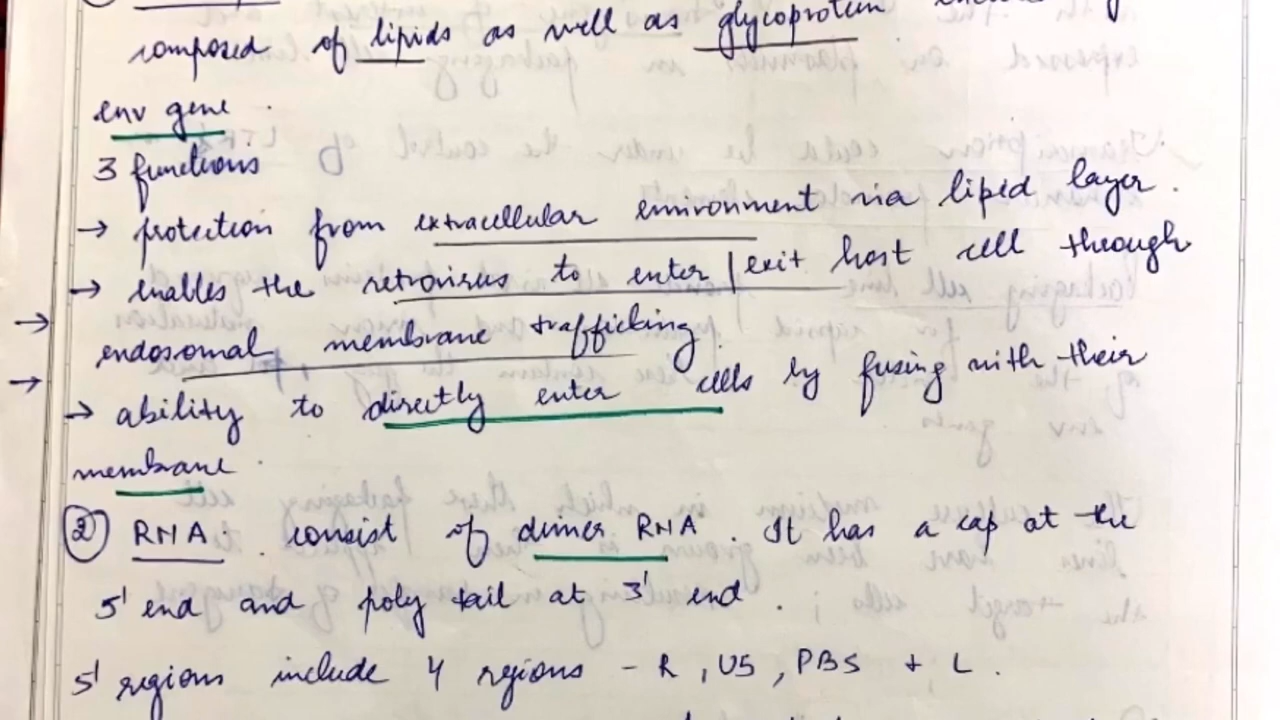 composed of lipids as well as glycoprotein
env gene.
3 functions
→ protection from extracellular environment via lipid layer.
→ enables the retrovirus to enter/exit host cell through
→ endosomal membrane trafficking.
→ → ability to directly enter cells by fusing with their
membrane.
② RNA. consist of dimer RNA. It has a cap at the
5' end and poly tail at 3' end.
5' regions include 4 regions - R, U5, PBS + L.